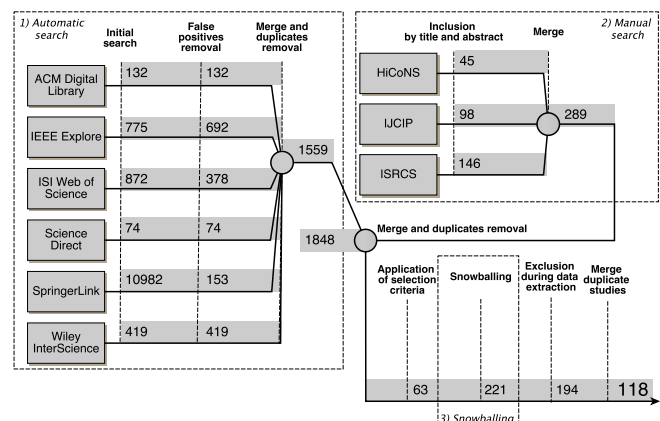 1) Automatic
search
Initial
search
False
positives
removal
Merge and
duplicates
removal
ACM Digital
Library
132
132
IEEE Explore
775
692
ISI Web of
Science
872
378
Science
Direct
74
74
SpringerLink
10982
153
Wiley
InterScience
419
419
1559
2) Manual
search
Inclusion
by title and abstract
Merge
HiCoNS
45
IJCIP
98
ISRCS
146
289
1848
Merge and duplicates removal
Application
of selection
criteria
Snowballing
Exclusion
during data
extraction
Merge
duplicate
studies
63
221
194
118
3) Snowballing